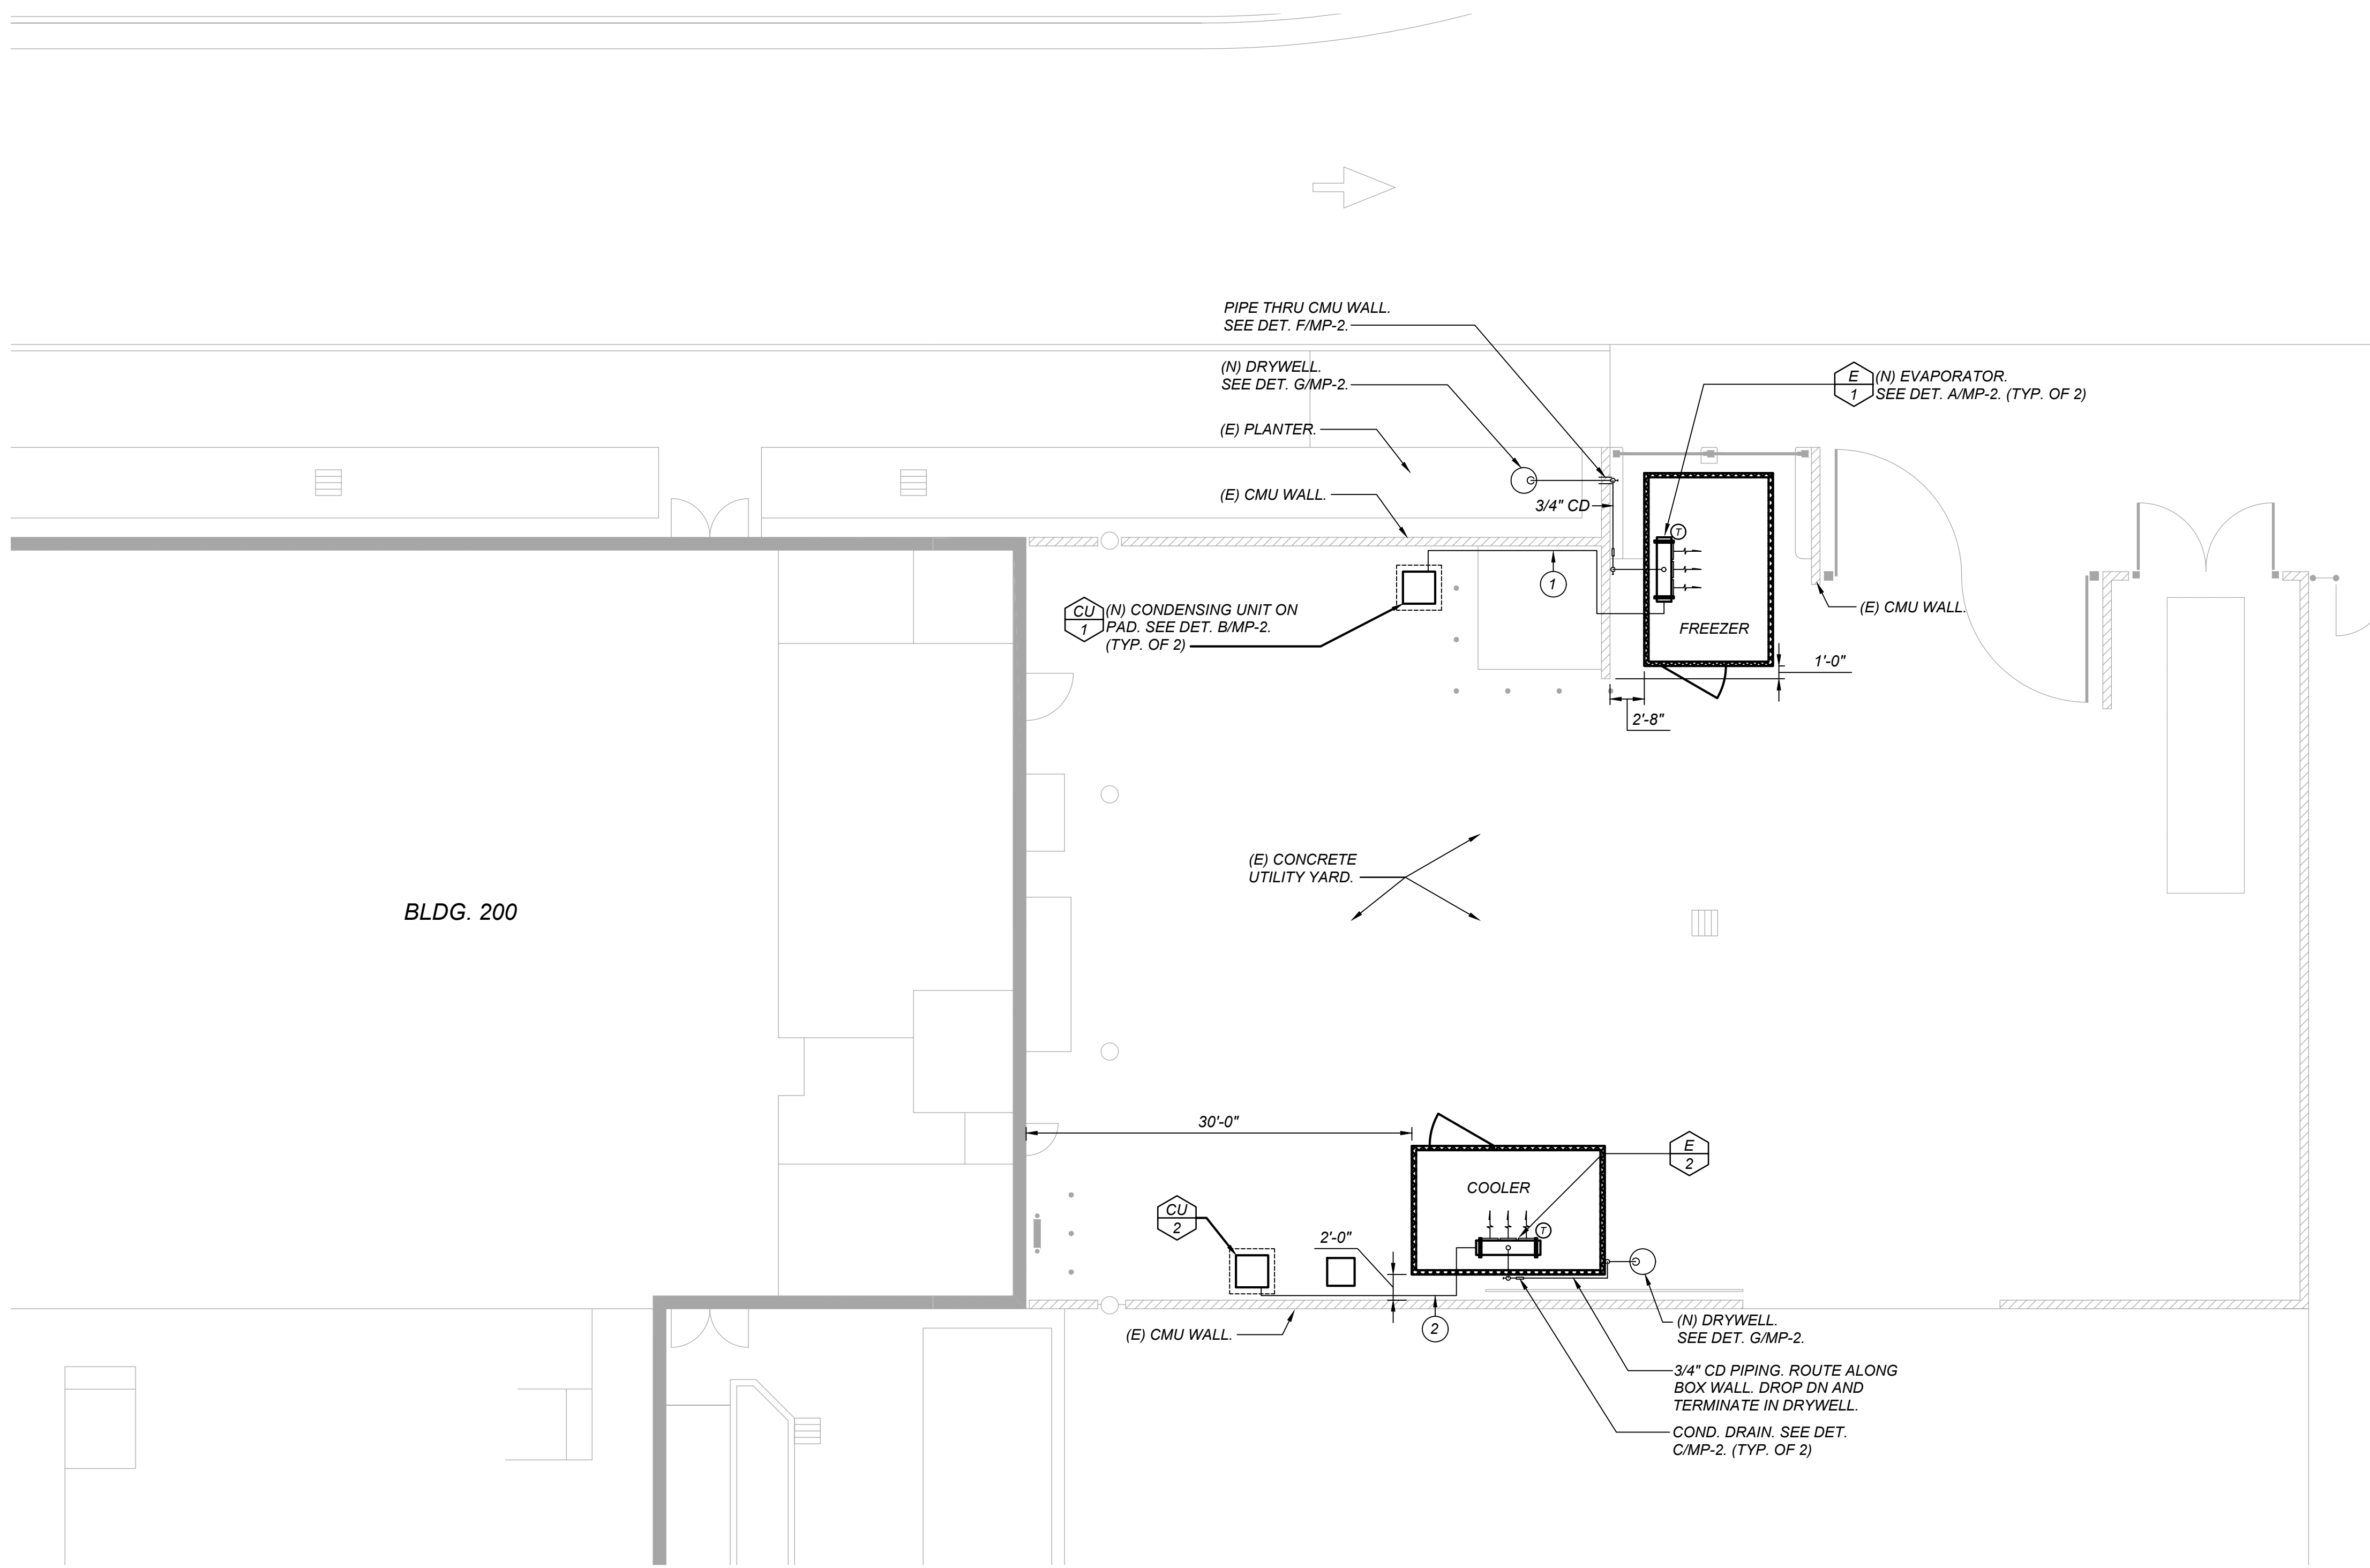 PIPE THRU CMU WALL.
SEE DET. F/MP-2.
(N) DRYWELL.
SEE DET. G/MP-2.
E
1
(N) EVAPORATOR.
SEE DET. A/MP-2. (TYP. OF 2)
(E) PLANTER.
(E) CMU WALL.
3/4" CD
T
1
CU
1
(N) CONDENSING UNIT ON
PAD. SEE DET. B/MP-2.
(TYP. OF 2)
(E) CMU WALL.
FREEZER
1'-0"
2'-8"
(E) CONCRETE
UTILITY YARD.
BLDG. 200
30'-0"
E
2
COOLER
CU
2
T
2'-0"
2
(E) CMU WALL.
(N) DRYWELL.
SEE DET. G/MP-2.
3/4" CD PIPING. ROUTE ALONG
BOX WALL. DROP DN AND
TERMINATE IN DRYWELL.
COND. DRAIN. SEE DET.
C/MP-2. (TYP. OF 2)